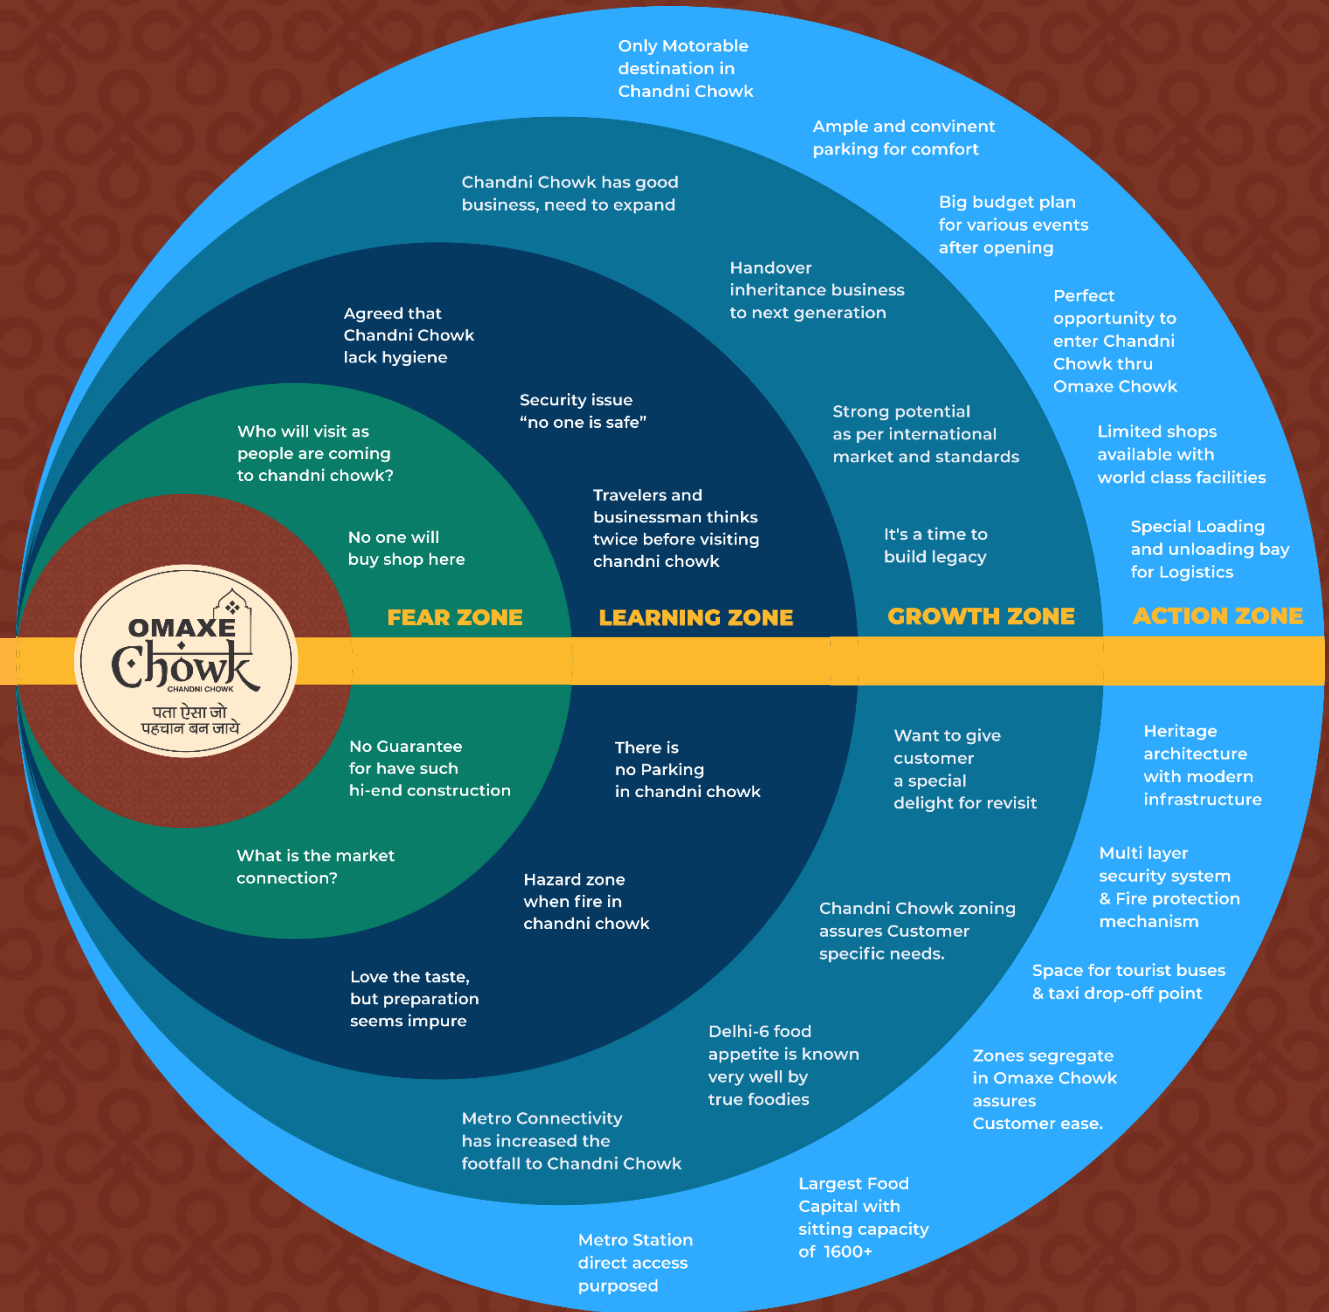 Only Motorable
destination in
Chandni Chowk
Ample and convinent
parking for comfort
Big budget plan
for various events
after opening
Perfect
opportunity to
enter Chandni
Chowk thru
Omaxe Chowk
Limited shops
available with
world class facilities
Special Loading
and unloading bay
for Logistics
ACTION ZONE
Heritage
architecture
with modern
infrastructure
Multi layer
security system
& Fire protection
mechanism
Space for tourist buses
& taxi drop-off point
Zones segregate
in Omaxe Chowk
assures
Customer ease.
Largest Food
Capital with
sitting capacity
of 1600+
Metro Station
direct access
purposed
Chandni Chowk has good
business, need to expand
Handover
inheritance business
to next generation
Strong potential
as per international
market and standards
It's a time to
build legacy
GROWTH ZONE
Want to give
customer
a special
delight for revisit
Chandni Chowk zoning
assures Customer
specific needs.
Delhi-6 food
appetite is known
very well by
true foodies
Metro Connectivity
has increased the
footfall to Chandni Chowk
Agreed that
Chandni Chowk
lack hygiene
Security issue
“no one is safe”
Travelers and
businessman thinks
twice before visiting
chandni chowk
LEARNING ZONE
There is
no Parking
in chandni chowk
Hazard zone
when fire in
chandni chowk
Love the taste,
but preparation
seems impure
Who will visit as
people are coming
to chandni chowk?
No one will
buy shop here
FEAR ZONE
No Guarantee
for have such
hi-end construction
What is the market
connection?
OMAXE
Chowk
CHANDNI CHOWK
पता ऐसा जो
पहचान बन जाये